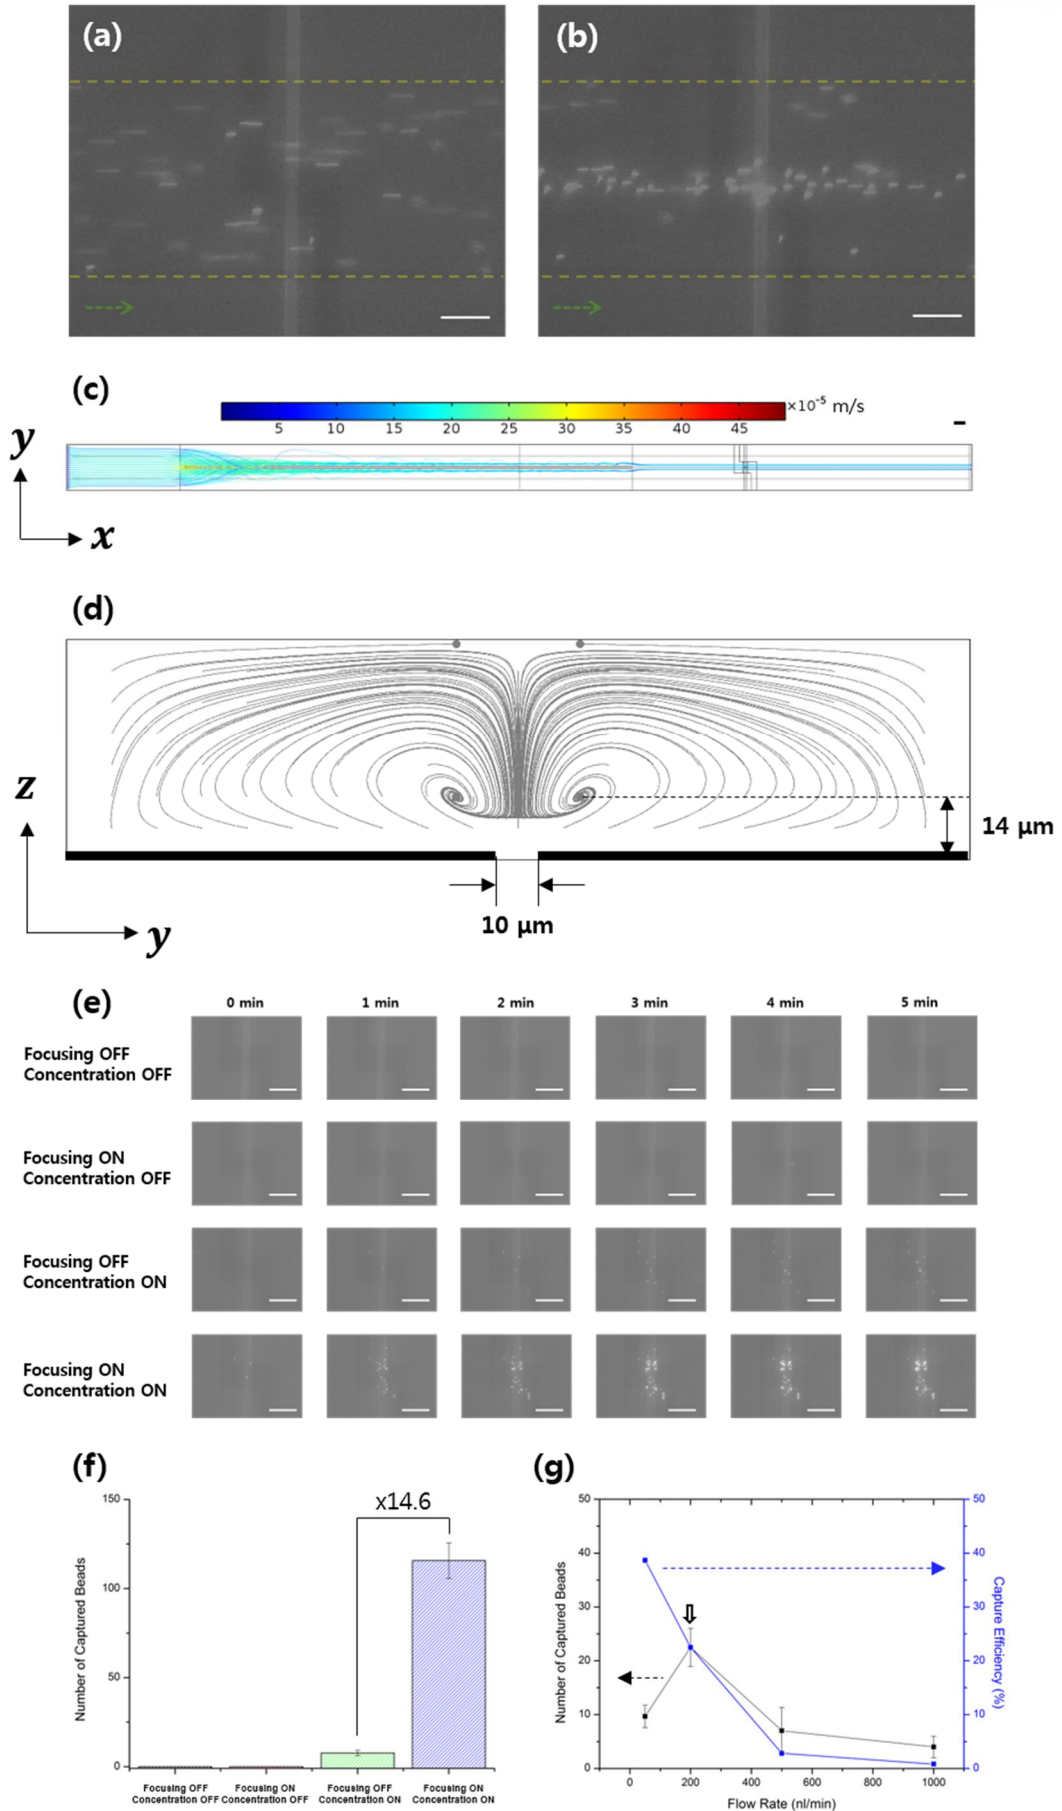 (a)
(b)
(c)
×10⁻⁵ m/s
5 10 15 20 25 30 35 40 45
y
x
(d)
z
14 μm
10 μm
y
(e)
0 min 1 min 2 min 3 min 4 min 5 min
Focusing OFF
Concentration OFF
Focusing ON
Concentration OFF
Focusing OFF
Concentration ON
Focusing ON
Concentration ON
(f)
x14.6
150
100
50
0
Number of Captured Beads
Focusing OFF Focusing ON Focusing OFF Focusing ON
Concentration OFF Concentration OFF Concentration ON Concentration ON
(g)
50
40
30
20
10
0
Number of Captured Beads
50
40
30
20
10
0
Capture Efficiency (%)
0 200 400 600 800 1000
Flow Rate (nl/min)